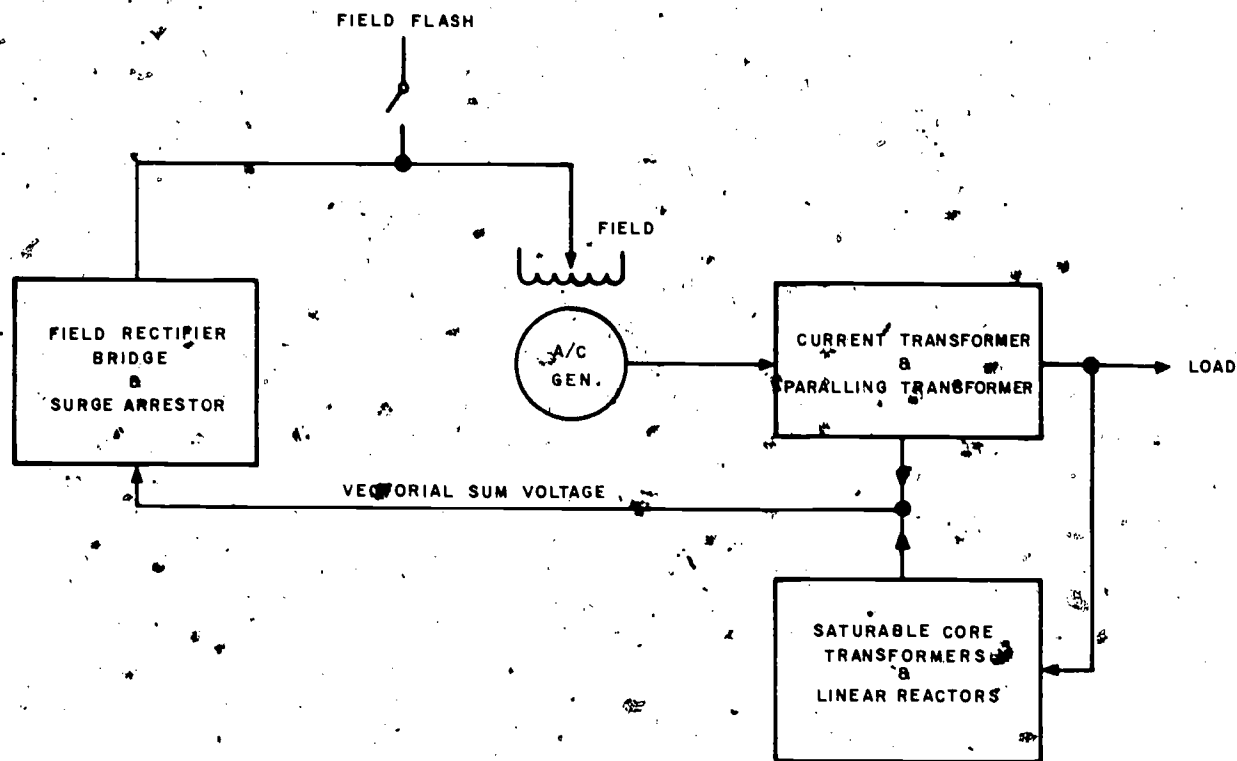 FIELD FLASH
FIELD
FIELD RECTIFIER
BRIDGE
&
SURGE ARRESTOR
A/C
GEN.
CURRENT TRANSFORMER
&
PARALLING TRANSFORMER
LOAD
VECTORIAL SUM VOLTAGE
SATURABLE CORE
TRANSFORMERS
&
LINEAR REACTORS